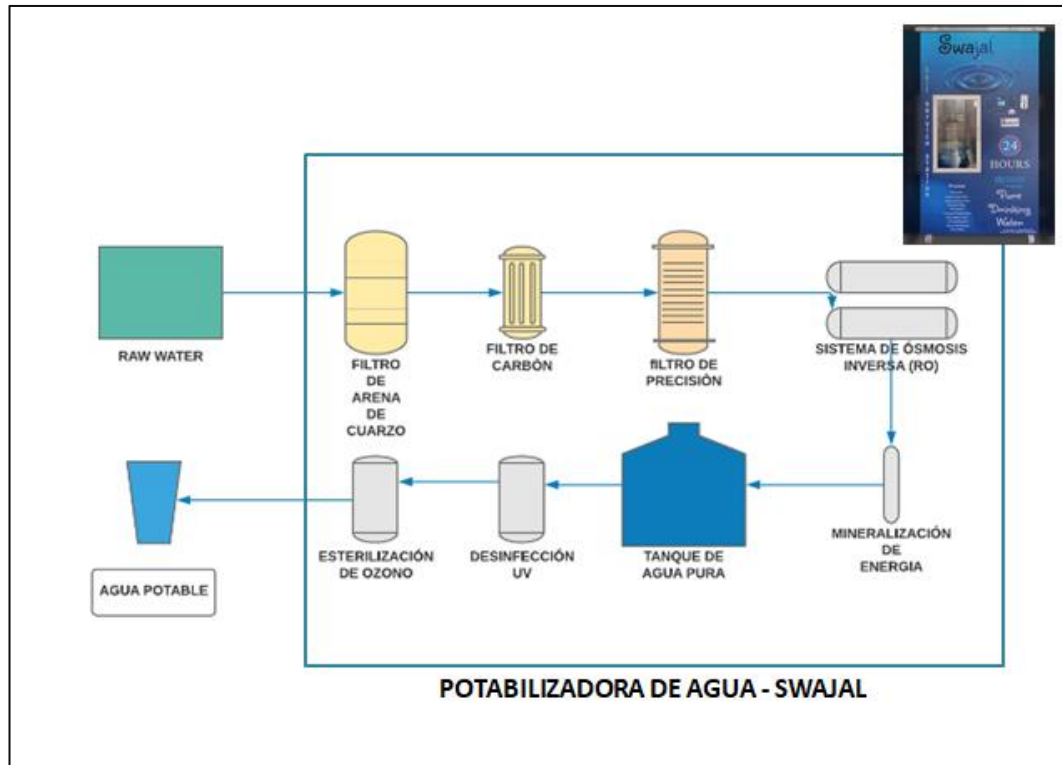 Swajal
24
HOURS
Pure
Drinking
Water
RAW WATER
FILTRO
DE
ARENA
DE
CUARZO
FILTRO DE
CARBÓN
fILTRO DE
PRECISIÓN
SISTEMA DE ÓSMOSIS
INVERSA (RO)
AGUA POTABLE
ESTERILIZACIÓN
DE OZONO
DESINFECCIÓN
UV
TANQUE DE
AGUA PURA
MINERALIZACIÓN
DE
ENERGIA
POTABILIZADORA DE AGUA - SWAJAL